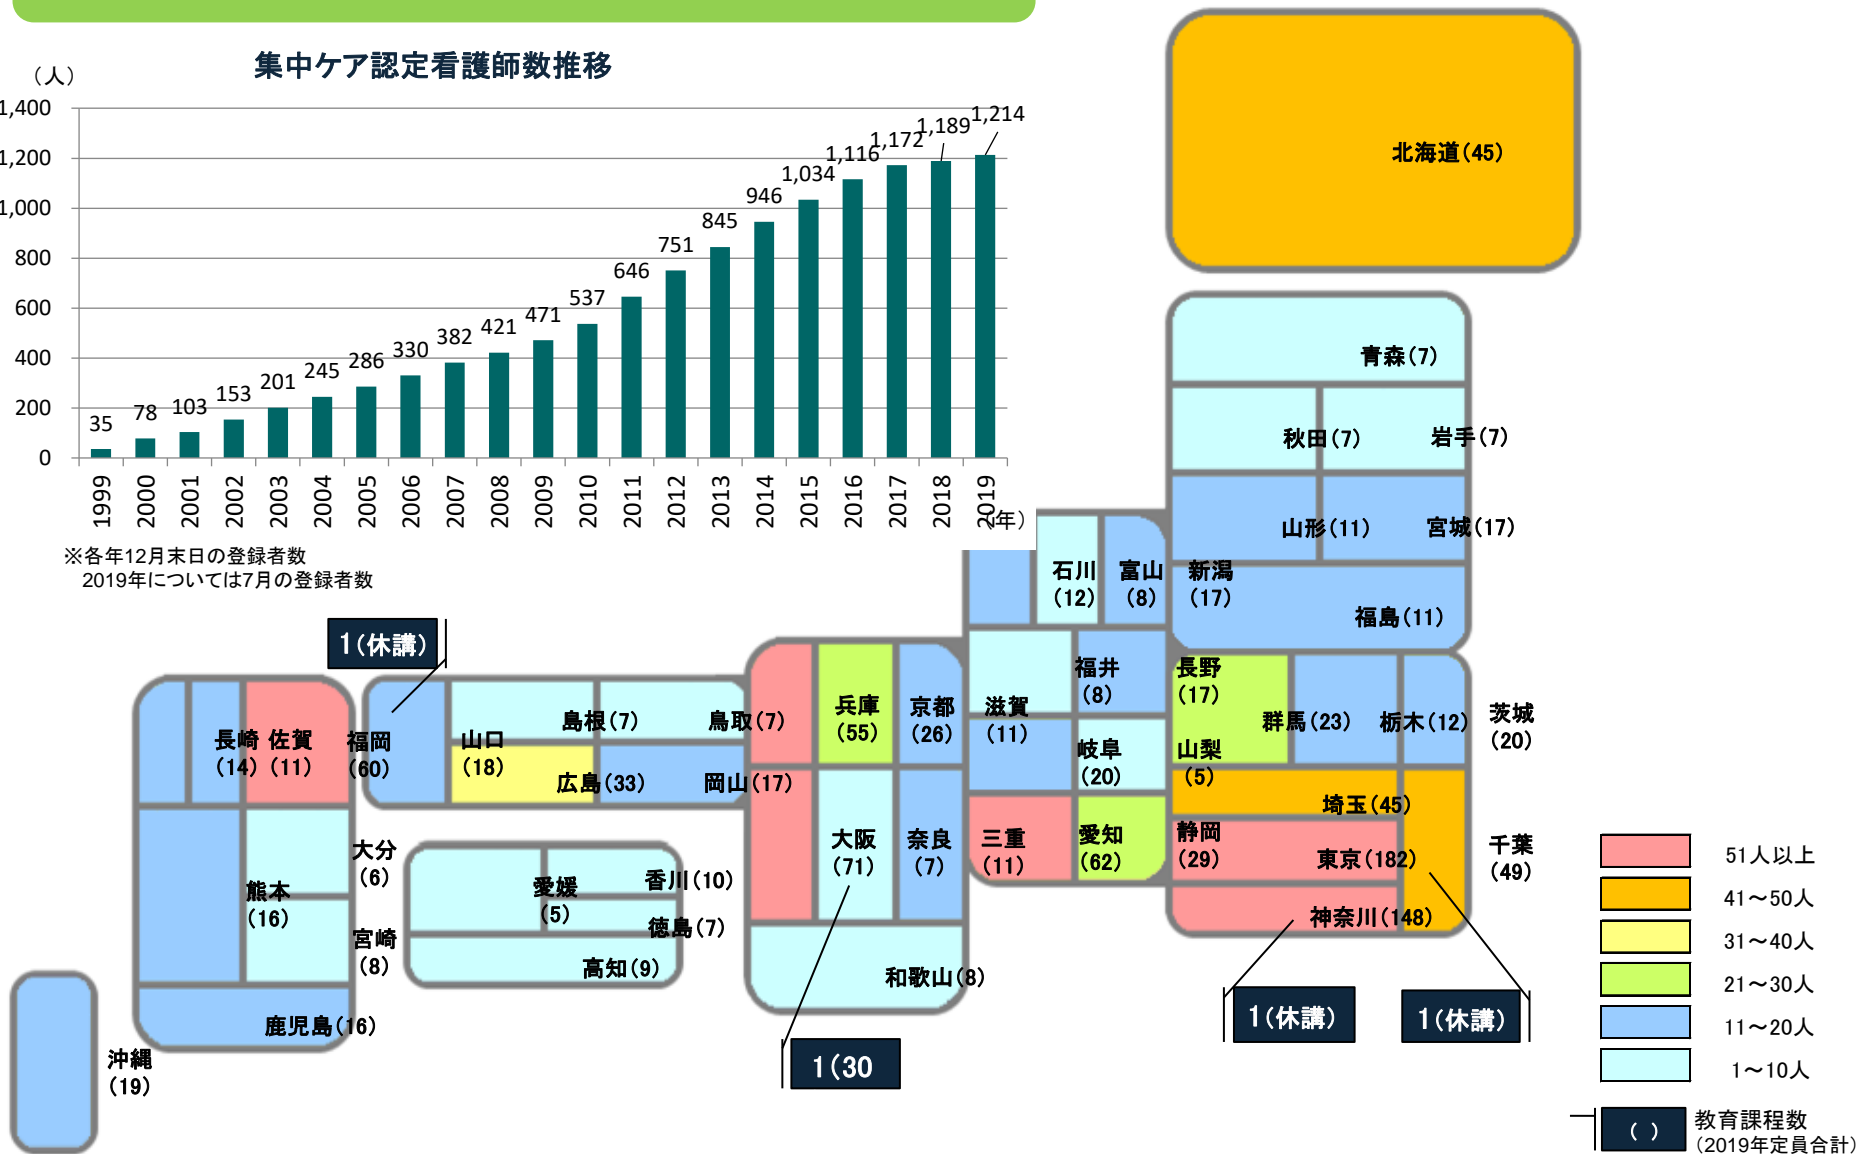 集中ケア認定看護師数推移
（人）
1,400
1,200
1,000
800
600
400
200
0
35
78
103
153
201
245
286
330
382
421
471
537
646
751
845
946
1,034
1,116
1,172
1,189
1,214
1999
2000
2001
2002
2003
2004
2005
2006
2007
2008
2009
2010
2011
2012
2013
2014
2015
2016
2017
2018
2019
（年）
※各年12月末日の登録者数
2019年については7月の登録者数
北海道(45)
青森(7)
秋田(7)
岩手(7)
山形(11)
宮城(17)
石川
(12)
富山
(8)
新潟
(17)
福島(11)
1(休講)
福井
(8)
長野
(17)
群馬(23)
栃木(12)
茨城
(20)
長崎
(14)
佐賀
(11)
福岡
(60)
山口
(18)
島根(7)
鳥取(7)
兵庫
(55)
京都
(26)
滋賀
(11)
岐阜
(20)
山梨
(5)
広島(33)
岡山(17)
埼玉(45)
大阪
(71)
奈良
(7)
三重
(11)
愛知
(62)
静岡
(29)
東京(182)
千葉
(49)
神奈川(148)
大分
(6)
熊本
(16)
宮崎
(8)
愛媛
(5)
香川(10)
徳島(7)
高知(9)
和歌山(8)
鹿児島(16)
沖縄
(19)
1(30
1(休講)
1(休講)
51人以上
41～50人
31～40人
21～30人
11～20人
1～10人
( )
教育課程数
(2019年定員合計)